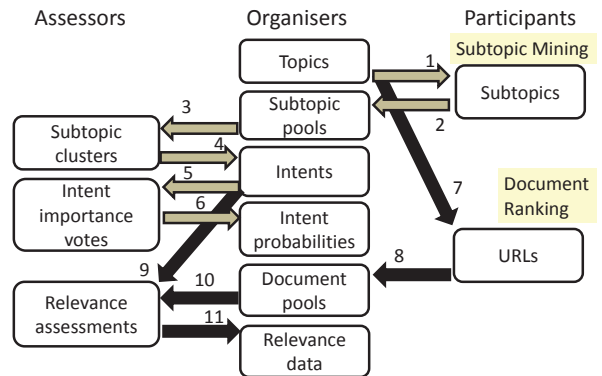 Assessors
Organisers
Participants
Topics
1
Subtopic Mining
Subtopics
2
3
Subtopic
pools
Subtopic
clusters
4
Intents
5
Intent
importance
votes
6
Intent
probabilities
7
Document
Ranking
URLs
8
9
Document
pools
10
Relevance
assessments
11
Relevance
data